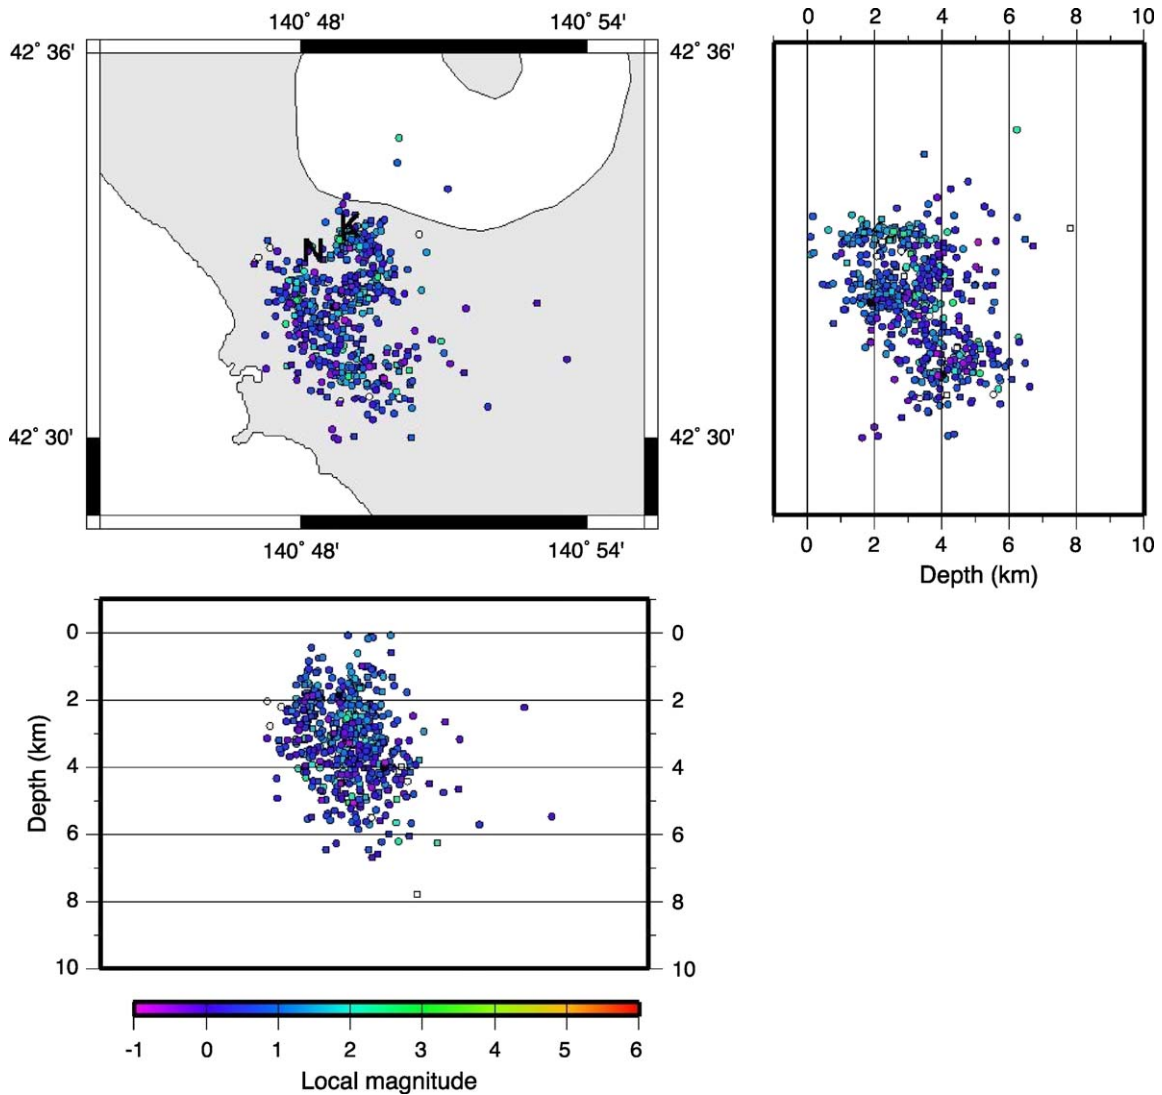 140° 48' 140° 54'
42° 36' 42° 36'
K
N
42° 30' 42° 30'
140° 48' 140° 54'
0 2 4 6 8 10
0 2 4 6 8 10
Depth (km)
0 0
2 2
4 4
6 6
8 8
10 10
Depth (km)
-1 0 1 2 3 4 5 6
Local magnitude